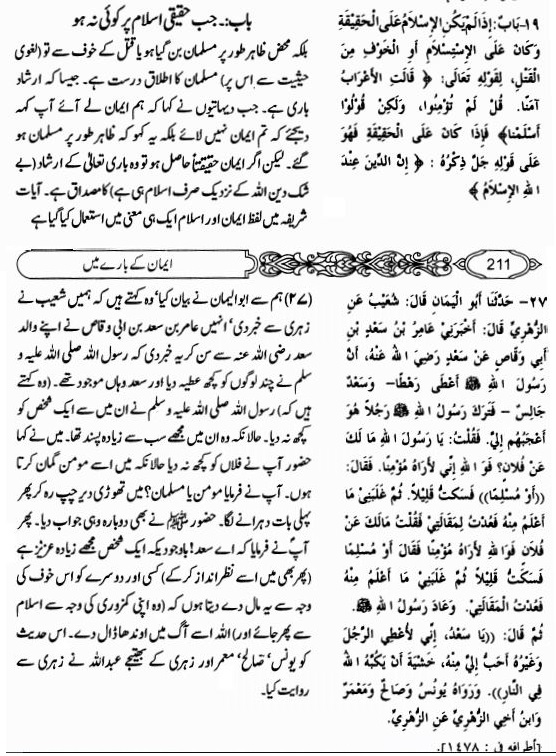 ١٩- بَابٌ: إِذَا لَمْ يَكُنِ الإِسْلاَمُ عَلَى الْحَقِيْقَةِ
وَكَانَ عَلَى الاِسْتِسْلاَمِ أَوِ الْخَوْفِ مِنَ
الْقَتْلِ، لِقَولِهِ تَعَالَى: ﴿ قَالَتِ الأَعْرَابُ
آمَنَّا. قُلْ لَمْ تُؤْمِنُوا، وَلَكِنْ قُوْلُوْا
أَسْلَمْنَا﴾ فَإِذَا كَانَ عَلَى الْحَقِيْقَةِ فَهُوَ
عَلَى قَوْلِهِ جَلَّ ذِكْرُهُ : ﴿ إِنَّ الدِّينَ عِنْدَ
اللهِ الإِسْلاَمُ ﴾
باب:۔ جب حقیقی اسلام پر کوئی نہ ہو
بلکہ محض ظاہر طور پر مسلمان بن گیا ہو یا قتل کے خوف سے تو (لغوی
حیثیت سے اس پر) مسلمان کا اطلاق درست ہے۔ جیسا کہ ارشاد
باری ہے۔ جب دیہاتیوں نے کہا کہ ہم ایمان لے آئے آپ کہہ
دیجئے کہ تم ایمان نہیں لائے بلکہ یہ کہو کہ ظاہر طور پر مسلمان ہو
گئے۔ لیکن اگر ایمان حقیقتاً حاصل ہو تو وہ باری تعالیٰ کے ارشاد (بے
شک دین اللہ کے نزدیک صرف اسلام ہی ہے) کا مصداق ہے۔ آیات
شریفہ میں لفظ ایمان اور اسلام ایک ہی معنی میں استعمال کیا گیا ہے
211
ایمان کے بارے میں
٢٧- حَدَّثَنَا أَبُو الْيَمَانِ قَالَ: شُعَيْبٌ عَنِ
الزُّهْرِيِّ قَالَ: أَخْبَرَنِي عَامِرُ بْنُ سَعْدِ بْنِ
أَبِي وَقَّاصٍ عَنْ سَعْدٍ رَضِيَ اللهُ عَنْهُ، أَنَّ
رَسُولَ اللهِ ﷺ أَعْطَى رَهْطًا- وَسَعْدٌ
جَالِسٌ - فَتَرَكَ رَسُولُ اللهِ ﷺ رَجُلاً هُوَ
أَعْجَبُهُمْ إِلَيَّ. فَقُلْتُ: يَا رَسُولَ اللهِ مَا لَكَ
عَنْ فُلاَنٍ؟ فَوَ اللهِ إِنِّي لأَرَاهُ مُؤْمِنًا. فَقَالَ:
((أَوْ مُسْلِمًا)) فَسَكَتُّ قَلِيْلاً. ثُمَّ غَلَبَنِي مَا
أَعْلَمُ مِنْهُ فَعُدْتُ لِمَقَالَتِيْ فَقُلْتُ مَالَكَ عَنْ
فُلاَنٍ فَوَ اللهِ لأَرَاهُ مُؤْمِنًا فَقَالَ أَوْ مُسْلِمًا
فَسَكَتُّ قَلِيْلاً ثُمَّ غَلَبَنِي مَا أَعْلَمُ مِنْهُ
فَعُدْتُ لِمَقَالَتِيْ. وَعَادَ رَسُولُ اللهِ ﷺ.
ثُمَّ قَالَ: ((يَا سَعْدُ، إِنِّي لأُعْطِي الرَّجُلَ
وَغَيْرُهُ أَحَبُّ إِلَيَّ مِنْهُ، خَشْيَةَ أَنْ يَكُبَّهُ اللهُ
فِي النَّارِ)). وَرَوَاهُ يُونُسُ وَصَالِحٌ وَمَعْمَرٌ
وَابْنُ أَخِي الزُّهْرِيِّ عَنِ الزُّهْرِيِّ.
[أطرافه في : ١٤٧٨].
(۲۷) ہم سے ابوالیمان نے بیان کیا' وہ کہتے ہیں کہ ہمیں شعیب نے
زہری سے خبر دی' انہیں عامر بن سعد بن ابی وقاص نے اپنے والد
سعد رضی اللہ عنہ سے سن کر یہ خبر دی کہ رسول اللہ صلی اللہ علیہ و
سلم نے چند لوگوں کو کچھ عطیہ دیا اور سعد وہاں موجود تھے۔ (وہ کہتے
ہیں کہ) رسول اللہ صلی اللہ علیہ و سلم نے ان میں سے ایک شخص کو
کچھ نہ دیا۔ حالانکہ وہ ان میں مجھے سب سے زیادہ پسند تھا۔ میں نے کہا
حضور آپ نے فلاں کو کچھ نہ دیا حالانکہ میں اسے مومن گمان کرتا
ہوں۔ آپ نے فرمایا مومن یا مسلمان؟ میں تھوڑی دیر چپ رہ کر پھر
پہلی بات دہرانے لگا۔ حضور ﷺ نے بھی دوبارہ وہی جواب دیا۔ پھر
آپ نے فرمایا کہ اے سعد! باوجودیکہ ایک شخص مجھے زیادہ عزیز ہے
(پھر بھی میں اسے نظرانداز کر کے) کسی اور دوسرے کو اس خوف کی
وجہ سے یہ مال دے دیتا ہوں کہ (وہ اپنی کمزوری کی وجہ سے اسلام
سے پھر جائے اور) اللہ اسے آگ میں اوندھا ڈال دے۔ اس حدیث
کو یونس' صالح' معمر اور زہری کے بھتیجے عبداللہ نے زہری سے
روایت کیا۔